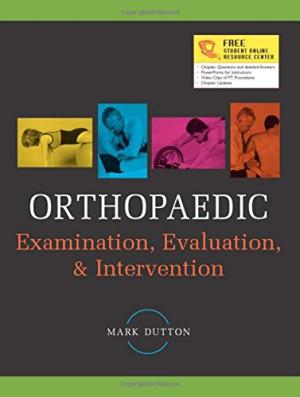 FREE
STUDENT ONLINE
RESOURCE CENTER
• Chapter Questions and detailed Answers
• PowerPoints for Instructors
• Video Clips of PT Procedures
• Chapter Updates
ORTHOPAEDIC
Examination, Evaluation,
& Intervention
MARK DUTTON